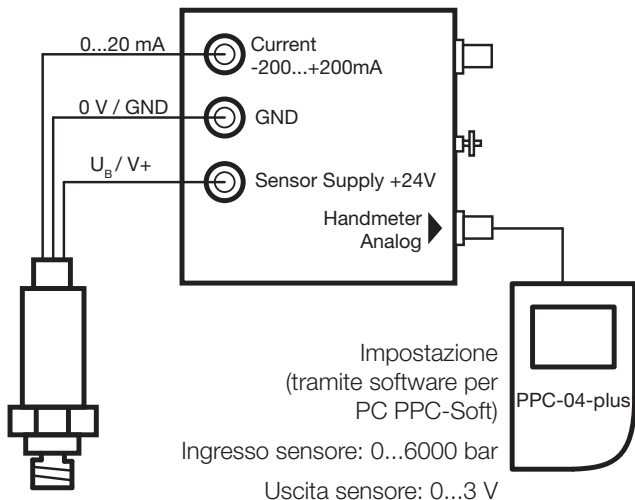 0...20 mA
Current
-200...+200mA
0 V / GND
GND
U_B / V+
Sensor Supply +24V
Handmeter
Analog
PPC-04-plus
Impostazione
(tramite software per
PC PPC-Soft)
Ingresso sensore: 0...6000 bar
Uscita sensore: 0...3 V